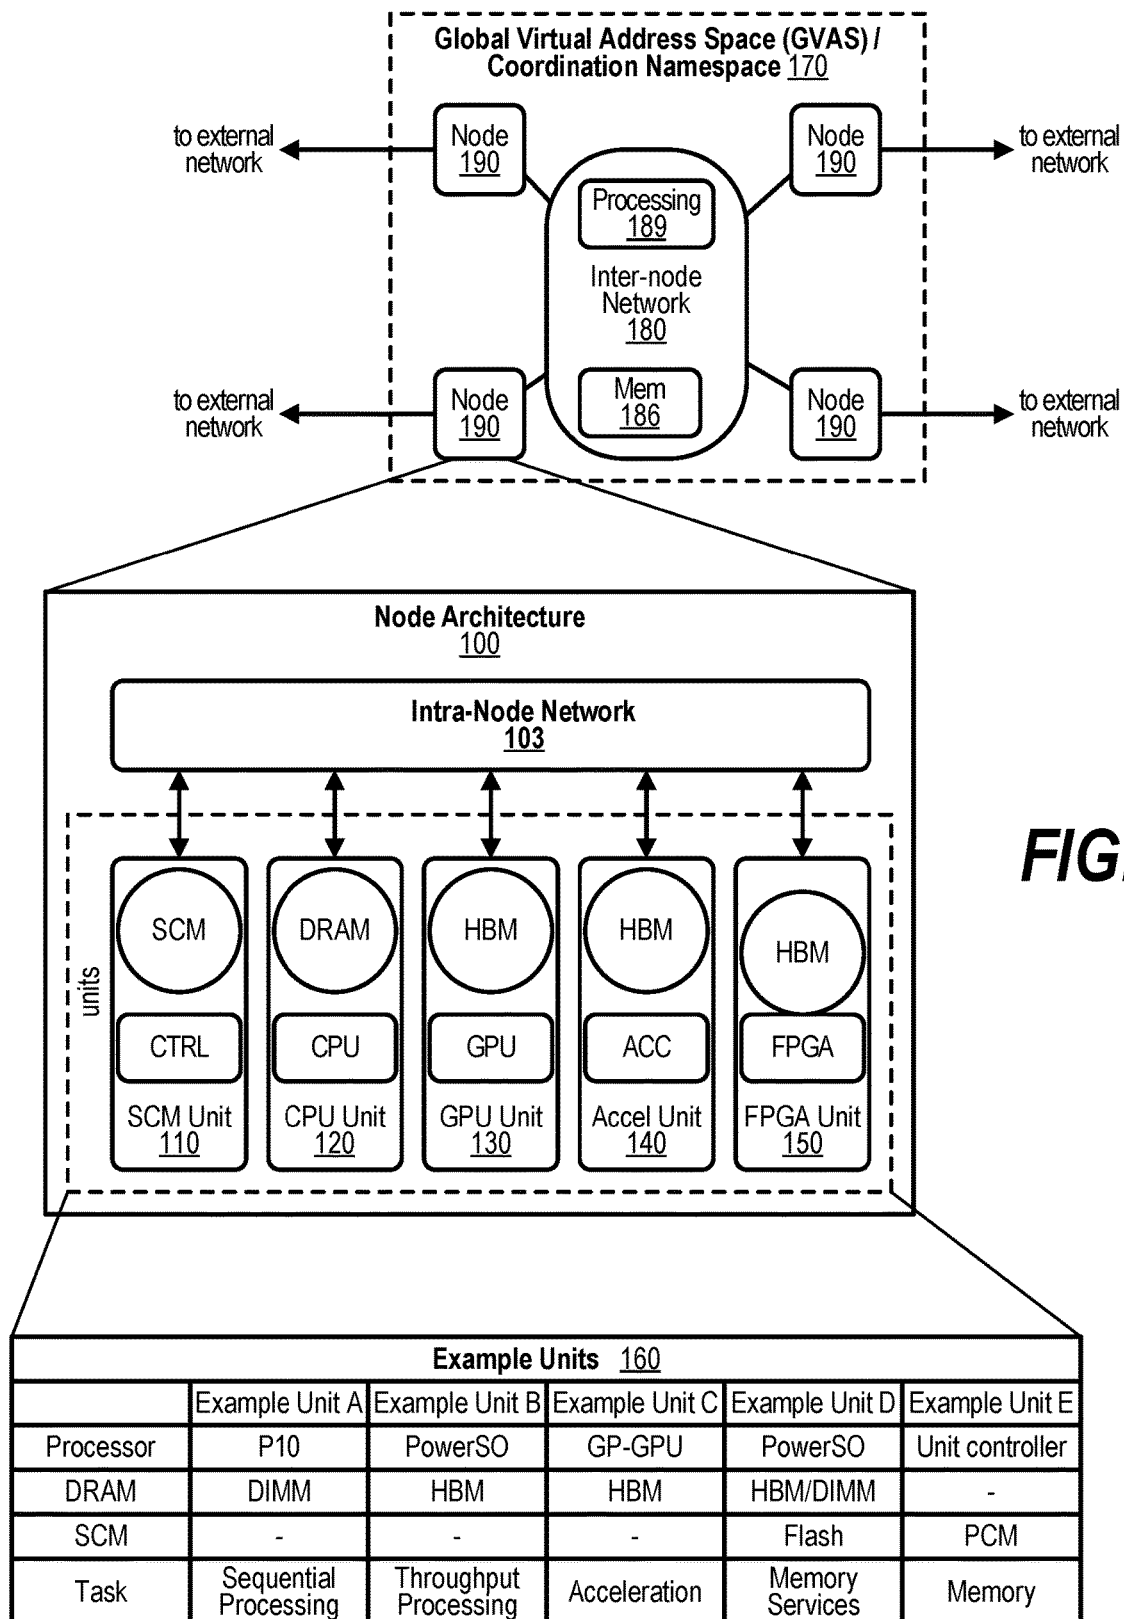 Global Virtual Address Space (GVAS) /
Coordination Namespace 170
to external
network
Node
190
Node
190
to external
network
Processing
189
Inter-node
Network
180
to external
network
Node
190
Mem
186
Node
190
to external
network
Node Architecture
100
Intra-Node Network
103
FIG.
units
SCM
DRAM
HBM
HBM
HBM
CTRL
CPU
GPU
ACC
FPGA
SCM Unit
110
CPU Unit
120
GPU Unit
130
Accel Unit
140
FPGA Unit
150
Example Units 160
Example Unit A Example Unit B Example Unit C Example Unit D Example Unit E
Processor P10 PowerSO GP-GPU PowerSO Unit controller
DRAM DIMM HBM HBM HBM/DIMM -
SCM - - - Flash PCM
Task Sequential Processing Throughput Processing Acceleration Memory Services Memory